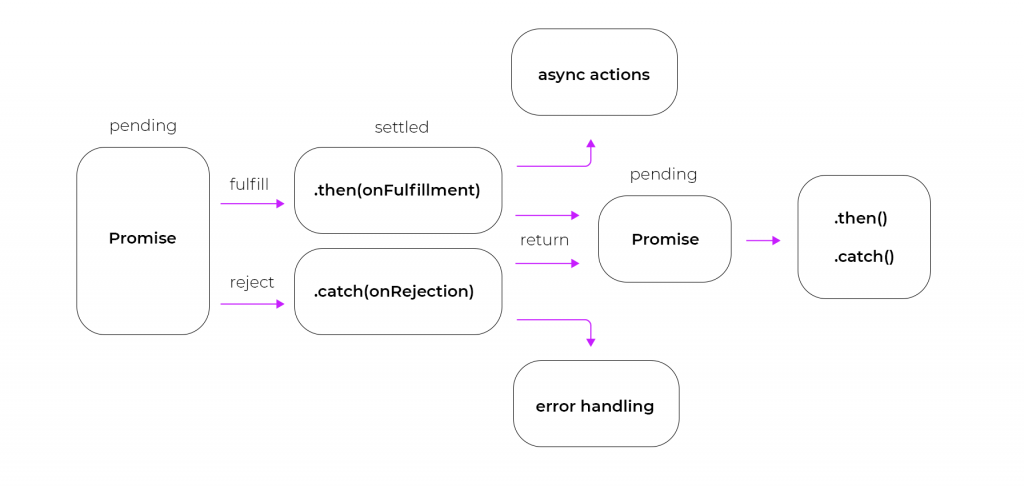 async actions
pending
settled
fulfill
.then(onFulfillment)
pending
Promise
return
Promise
.then()
.catch()
reject
.catch(onRejection)
error handling